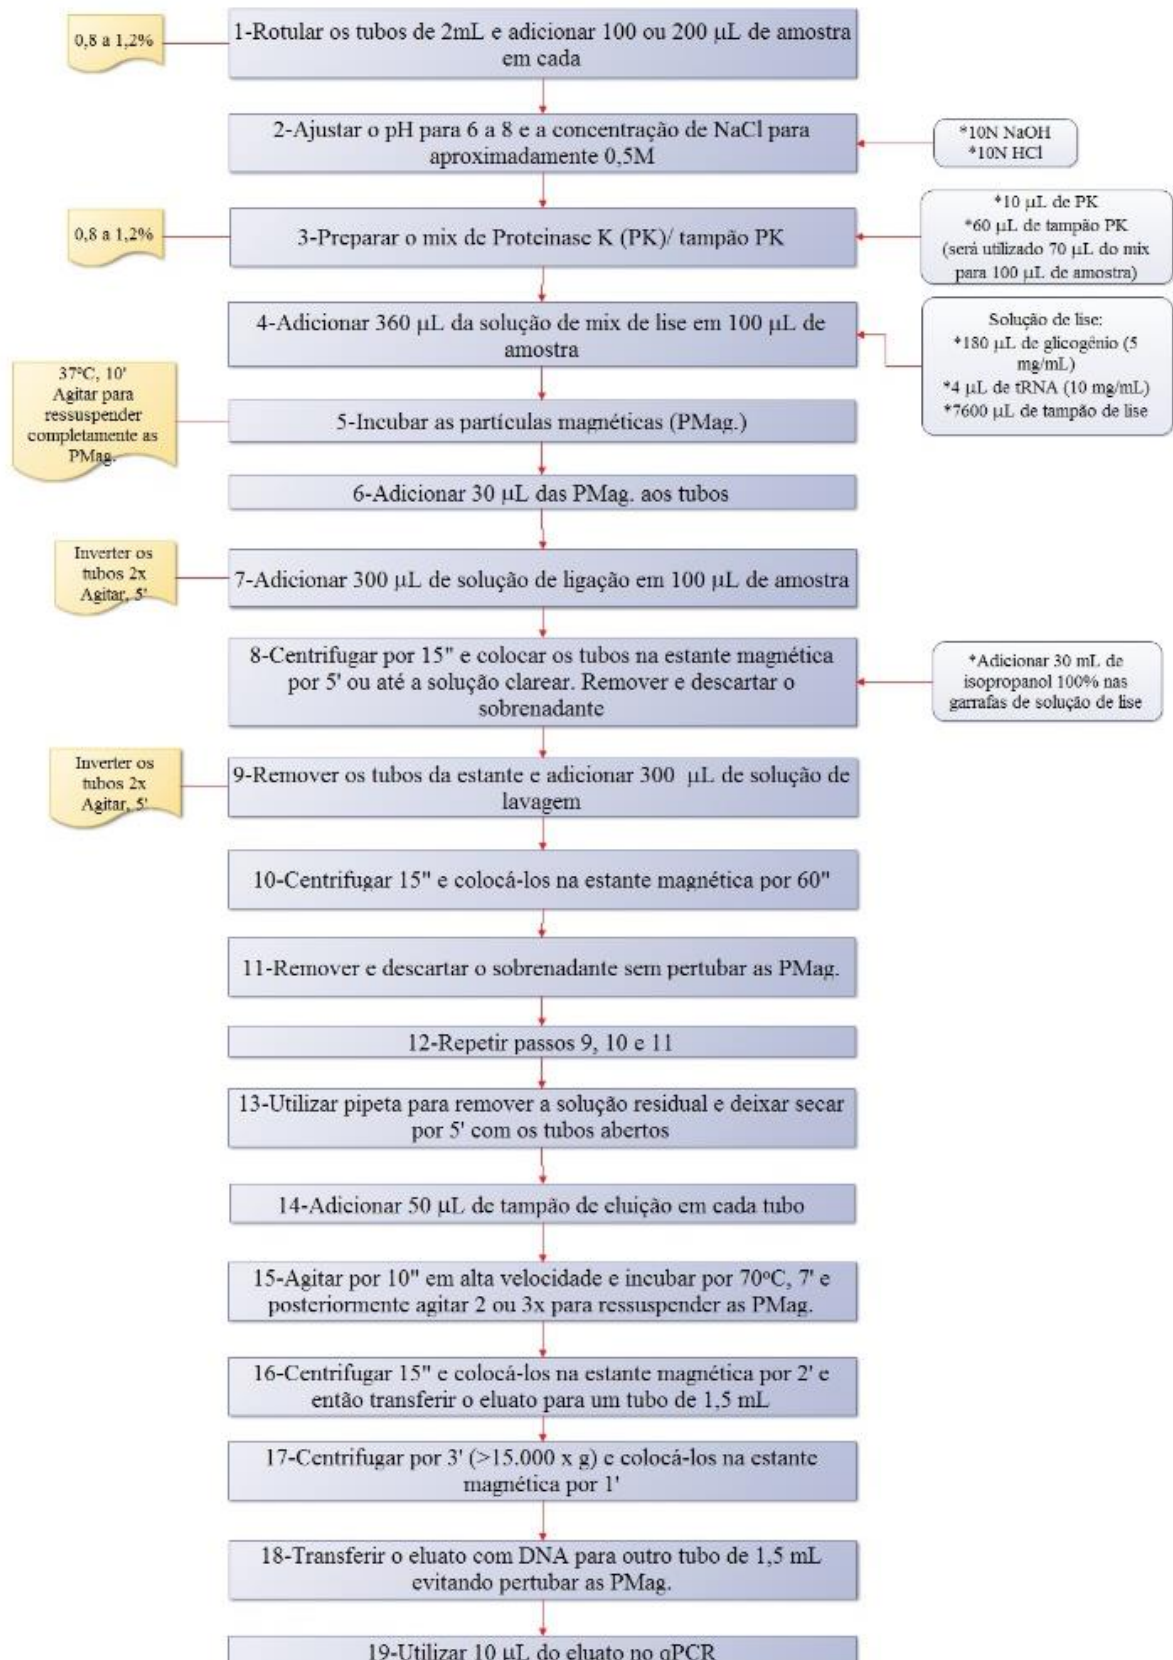 0,8 a 1,2%
1-Rotular os tubos de 2mL e adicionar 100 ou 200 µL de amostra
em cada
2-Ajustar o pH para 6 a 8 e a concentração de NaCl para
aproximadamente 0,5M
*10N NaOH
*10N HCl
0,8 a 1,2%
3-Preparar o mix de Proteinase K (PK)/ tampão PK
*10 µL de PK
*60 µL de tampão PK
(será utilizado 70 µL do mix
para 100 µL de amostra)
4-Adicionar 360 µL da solução de mix de lise em 100 µL de
amostra
Solução de lise:
*180 µL de glicogênio (5
mg/mL)
*4 µL de tRNA (10 mg/mL)
*7600 µL de tampão de lise
37ºC, 10'
Agitar para
ressuspender
completamente as
PMag.
5-Incubar as partículas magnéticas (PMag.)
6-Adicionar 30 µL das PMag. aos tubos
Inverter os
tubos 2x
Agitar, 5'
7-Adicionar 300 µL de solução de ligação em 100 µL de amostra
8-Centrifugar por 15" e colocar os tubos na estante magnética
por 5' ou até a solução clarear. Remover e descartar o
sobrenadante
*Adicionar 30 mL de
isopropanol 100% nas
garrafas de solução de lise
Inverter os
tubos 2x
Agitar, 5'
9-Remover os tubos da estante e adicionar 300 µL de solução de
lavagem
10-Centrifugar 15" e colocá-los na estante magnética por 60"
11-Remover e descartar o sobrenadante sem pertubar as PMag.
12-Repetir passos 9, 10 e 11
13-Utilizar pipeta para remover a solução residual e deixar secar
por 5' com os tubos abertos
14-Adicionar 50 µL de tampão de eluição em cada tubo
15-Agitar por 10" em alta velocidade e incubar por 70ºC, 7' e
posteriormente agitar 2 ou 3x para ressuspender as PMag.
16-Centrifugar 15" e colocá-los na estante magnética por 2' e
então transferir o eluato para um tubo de 1,5 mL
17-Centrifugar por 3' (>15.000 x g) e colocá-los na estante
magnética por 1'
18-Transferir o eluato com DNA para outro tubo de 1,5 mL
evitando pertubar as PMag.
19-Utilizar 10 µL do eluato no qPCR